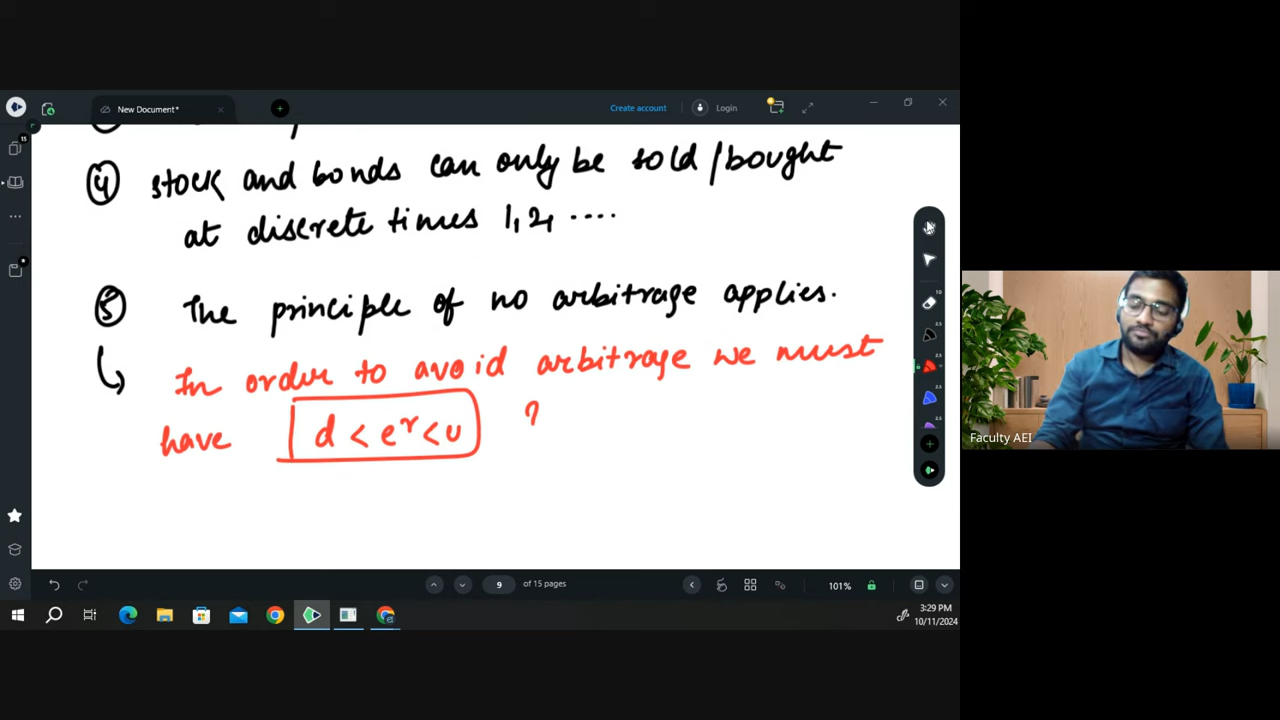 New Document*
Create account
Login
④ stock and bonds can only be sold/bought
at discrete times 1, 2, ....
⑤ The principle of no arbitrage applies.
In order to avoid arbitrage we must
have d < eʳ < u ?
Faculty AEI
9 of 15 pages
101%
3:29 PM
10/11/2024